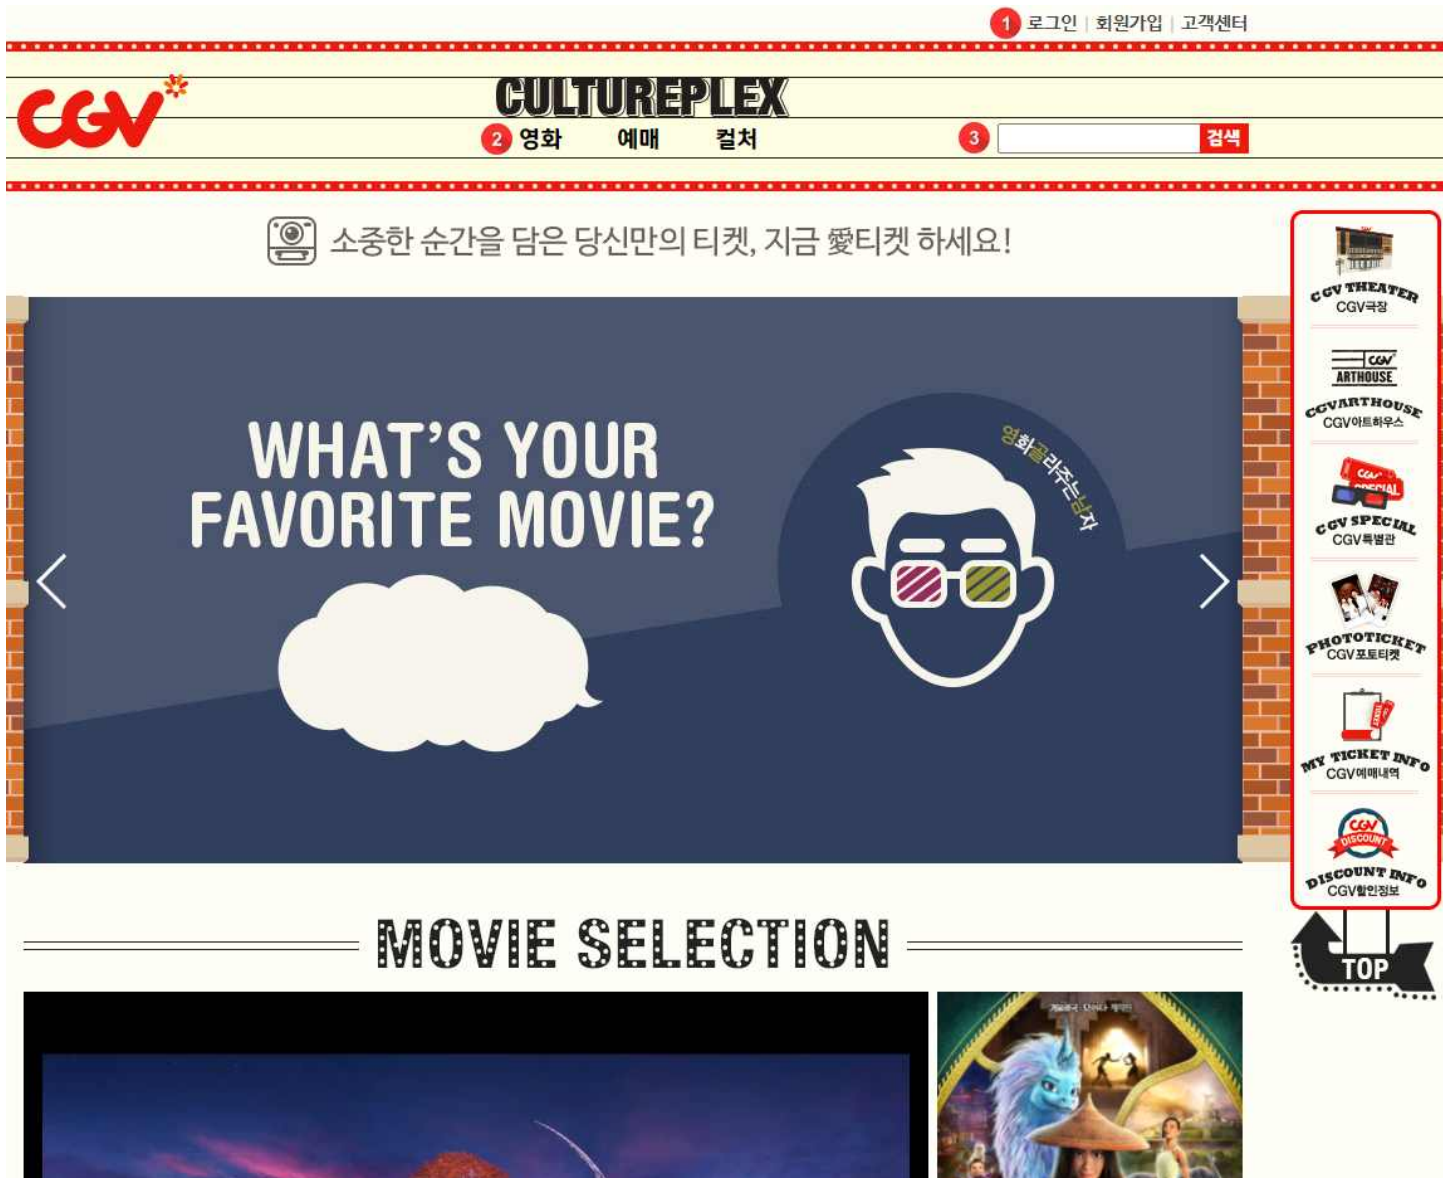 1 로그인 | 회원가입 | 고객센터
CGV
CULTUREPLEX
2 영화 예매 컬처
3 검색
소중한 순간을 담은 당신만의 티켓, 지금 愛티켓 하세요!
WHAT'S YOUR
FAVORITE MOVIE?
영화골라주는남자
CGV THEATER
CGV극장
CGV
ARTHOUSE
CGV ARTHOUSE
CGV아트하우스
CGV
SPECIAL
CGV SPECIAL
CGV특별관
PHOTOTICKET
CGV포토티켓
TICKET
MY TICKET INFO
CGV예매내역
CGV
DISCOUNT
DISCOUNT INFO
CGV할인정보
TOP
MOVIE SELECTION